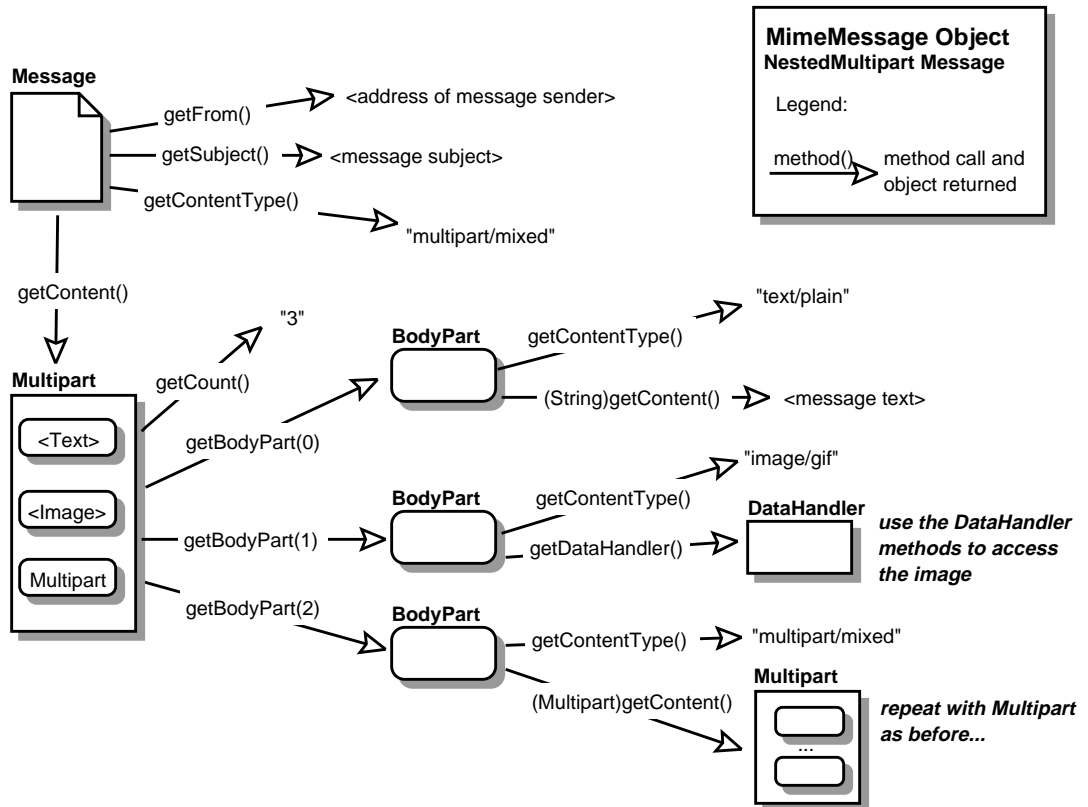 MimeMessage Object
NestedMultipart Message
Legend:
method()
method call and
object returned
Message
getFrom()
<address of message sender>
getSubject()
<message subject>
getContentType()
"multipart/mixed"
getContent()
Multipart
<Text>
<Image>
Multipart
getCount()
"3"
getBodyPart(0)
BodyPart
getContentType()
"text/plain"
(String)getContent()
<message text>
getBodyPart(1)
BodyPart
getContentType()
"image/gif"
getDataHandler()
DataHandler
use the DataHandler
methods to access
the image
getBodyPart(2)
BodyPart
getContentType()
"multipart/mixed"
(Multipart)getContent()
Multipart
...
repeat with Multipart
as before...